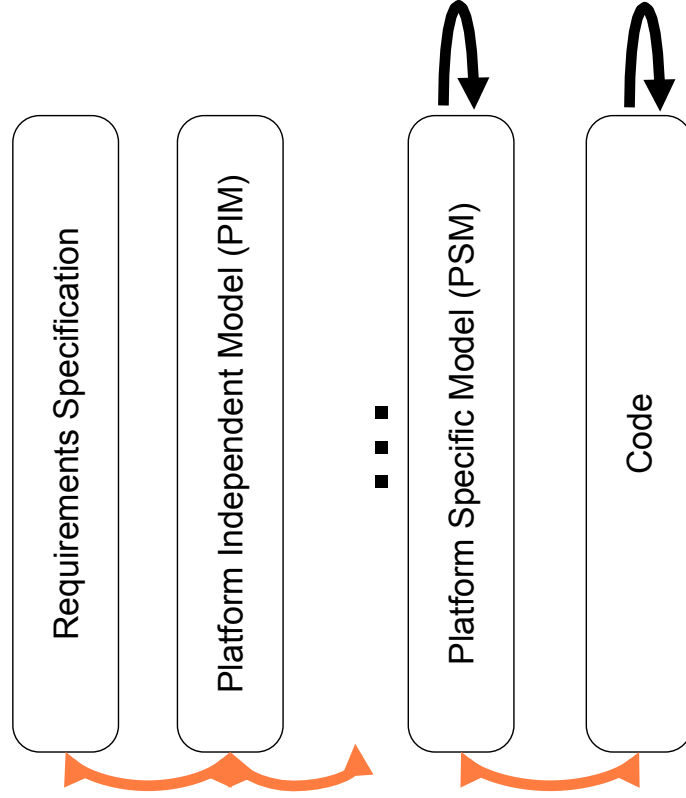 Requirements Specification
Platform Independent Model (PIM)
Platform Specific Model (PSM)
Code